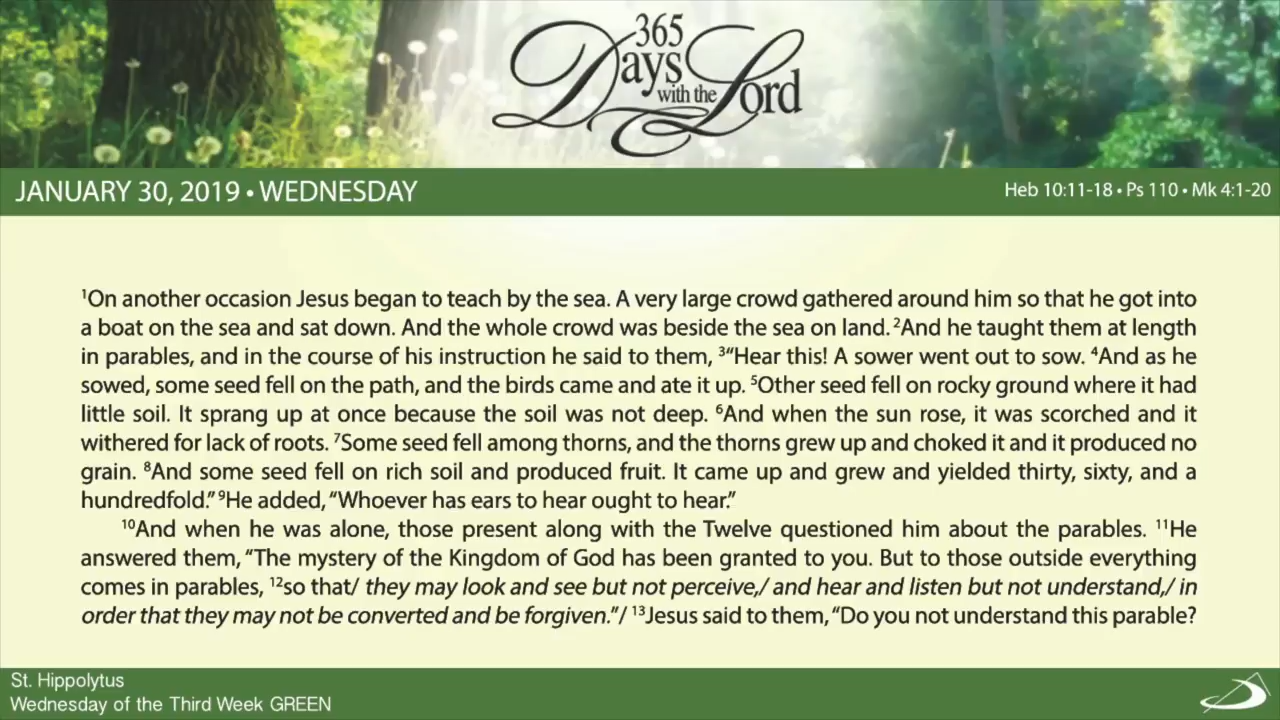 365
Days
with the Lord
JANUARY 30, 2019 • WEDNESDAY
Heb 10:11-18 • Ps 110 • Mk 4:1-20
¹On another occasion Jesus began to teach by the sea. A very large crowd gathered around him so that he got into
a boat on the sea and sat down. And the whole crowd was beside the sea on land. ²And he taught them at length
in parables, and in the course of his instruction he said to them, ³“Hear this! A sower went out to sow. ⁴And as he
sowed, some seed fell on the path, and the birds came and ate it up. ⁵Other seed fell on rocky ground where it had
little soil. It sprang up at once because the soil was not deep. ⁶And when the sun rose, it was scorched and it
withered for lack of roots. ⁷Some seed fell among thorns, and the thorns grew up and choked it and it produced no
grain. ⁸And some seed fell on rich soil and produced fruit. It came up and grew and yielded thirty, sixty, and a
hundredfold.” ⁹He added, “Whoever has ears to hear ought to hear.”
¹⁰And when he was alone, those present along with the Twelve questioned him about the parables. ¹¹He
answered them, “The mystery of the Kingdom of God has been granted to you. But to those outside everything
comes in parables, ¹²so that/ they may look and see but not perceive,/ and hear and listen but not understand,/ in
order that they may not be converted and be forgiven.”/ ¹³Jesus said to them, “Do you not understand this parable?
St. Hippolytus
Wednesday of the Third Week GREEN